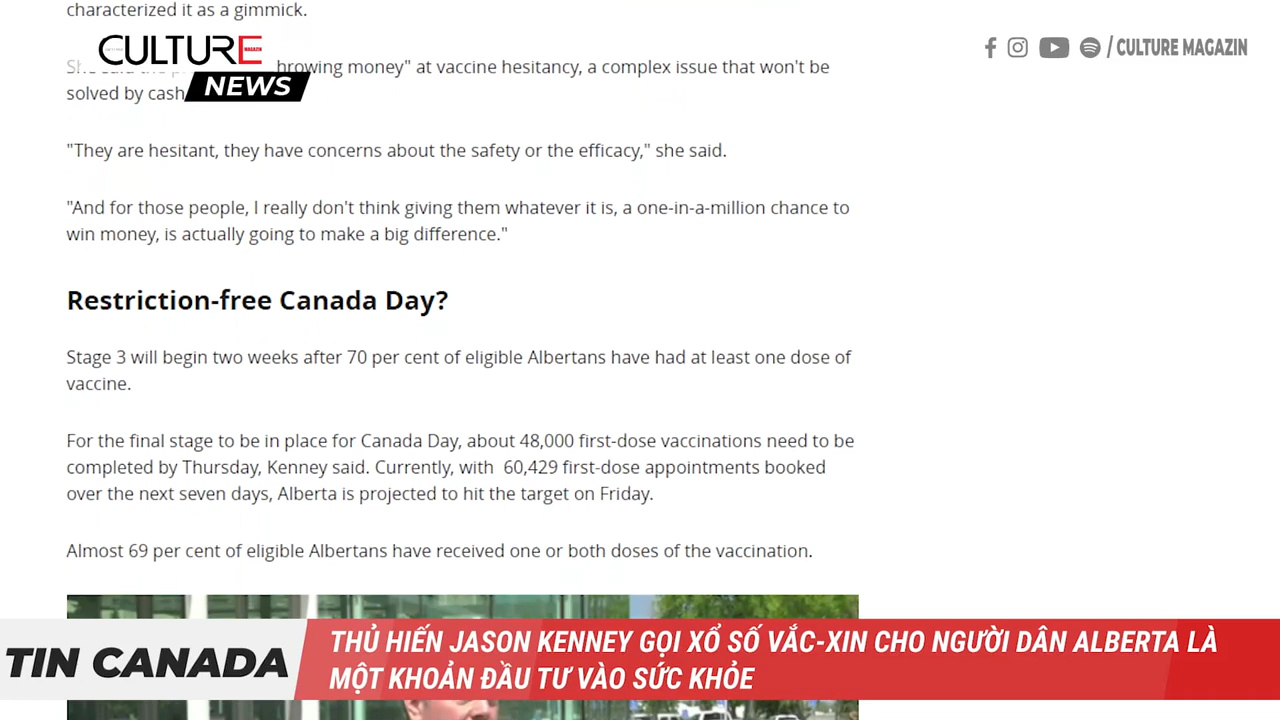 characterized it as a gimmick.
CULTURE
MAGAZIN
/ CULTURE MAGAZIN
She said the hrowing money" at vaccine hesitancy, a complex issue that won't be
solved by cash
NEWS
"They are hesitant, they have concerns about the safety or the efficacy," she said.
"And for those people, I really don't think giving them whatever it is, a one-in-a-million chance to
win money, is actually going to make a big difference."
Restriction-free Canada Day?
Stage 3 will begin two weeks after 70 per cent of eligible Albertans have had at least one dose of
vaccine.
For the final stage to be in place for Canada Day, about 48,000 first-dose vaccinations need to be
completed by Thursday, Kenney said. Currently, with 60,429 first-dose appointments booked
over the next seven days, Alberta is projected to hit the target on Friday.
Almost 69 per cent of eligible Albertans have received one or both doses of the vaccination.
TIN CANADA
THỦ HIẾN JASON KENNEY GỌI XỔ SỐ VẮC-XIN CHO NGƯỜI DÂN ALBERTA LÀ
MỘT KHOẢN ĐẦU TƯ VÀO SỨC KHỎE